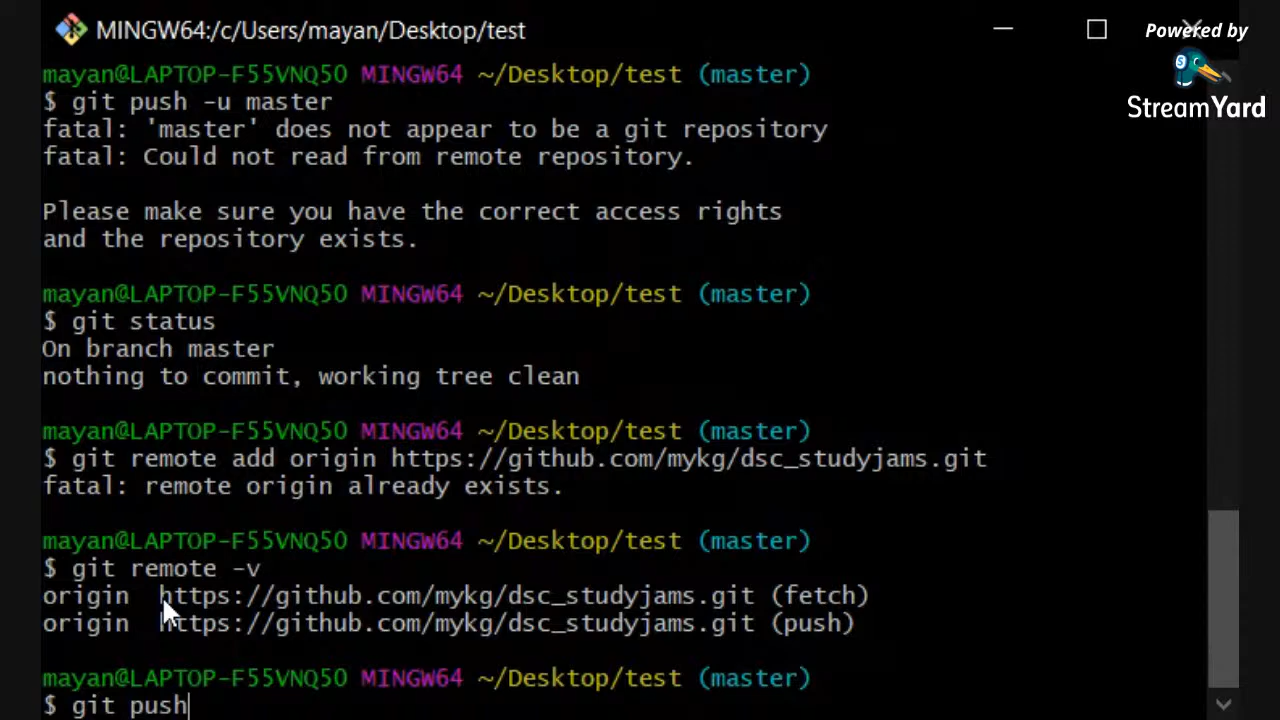 MINGW64:/c/Users/mayan/Desktop/test
Powered by
StreamYard
mayan@LAPTOP-F55VNQ50 MINGW64 ~/Desktop/test (master)
$ git push -u master
fatal: 'master' does not appear to be a git repository
fatal: Could not read from remote repository.
Please make sure you have the correct access rights
and the repository exists.
mayan@LAPTOP-F55VNQ50 MINGW64 ~/Desktop/test (master)
$ git status
On branch master
nothing to commit, working tree clean
mayan@LAPTOP-F55VNQ50 MINGW64 ~/Desktop/test (master)
$ git remote add origin https://github.com/mykg/dsc_studyjams.git
fatal: remote origin already exists.
mayan@LAPTOP-F55VNQ50 MINGW64 ~/Desktop/test (master)
$ git remote -v
origin  https://github.com/mykg/dsc_studyjams.git (fetch)
origin  https://github.com/mykg/dsc_studyjams.git (push)
mayan@LAPTOP-F55VNQ50 MINGW64 ~/Desktop/test (master)
$ git push